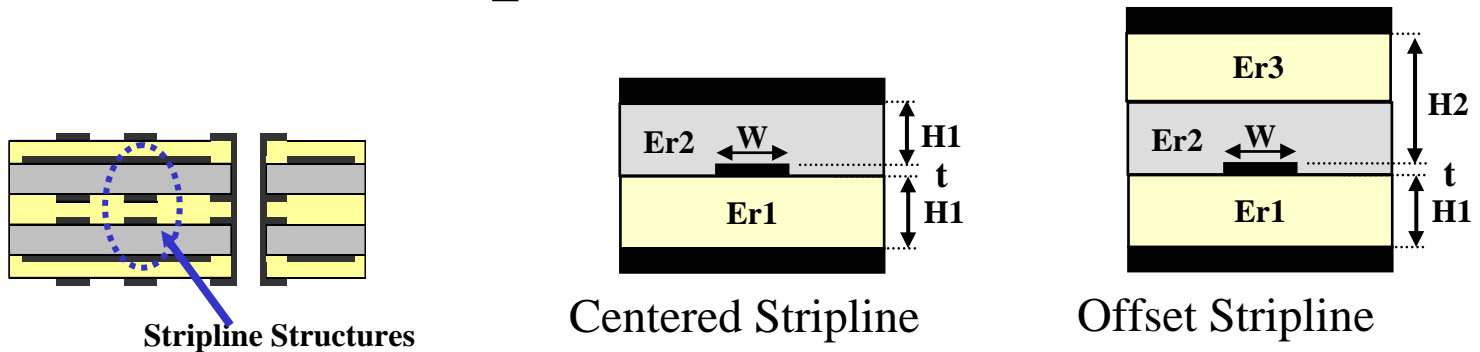 Stripline Structures
Er2
W
H1
t
Er1
H1
Centered Stripline
Er3
H2
Er2
W
t
Er1
H1
Offset Stripline